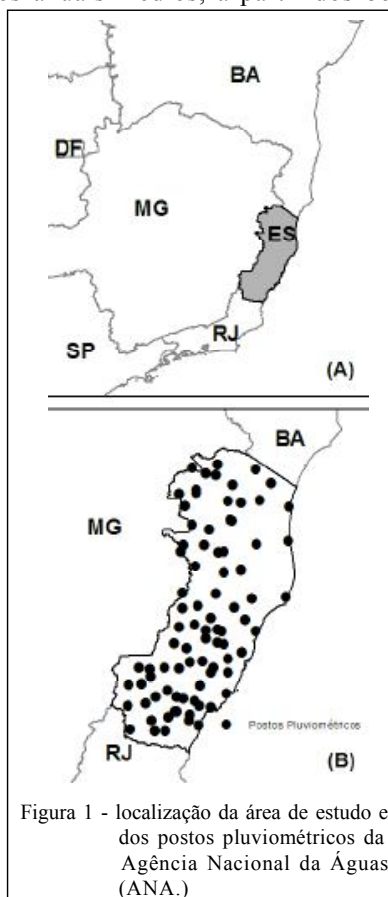 BA
DF
MG
ES
SP
RJ
(A)
BA
MG
Postos Pluviométricos
RJ
(B)
Figura 1 - localização da área de estudo e
dos postos pluviométricos da
Agência Nacional da Águas
(ANA.)